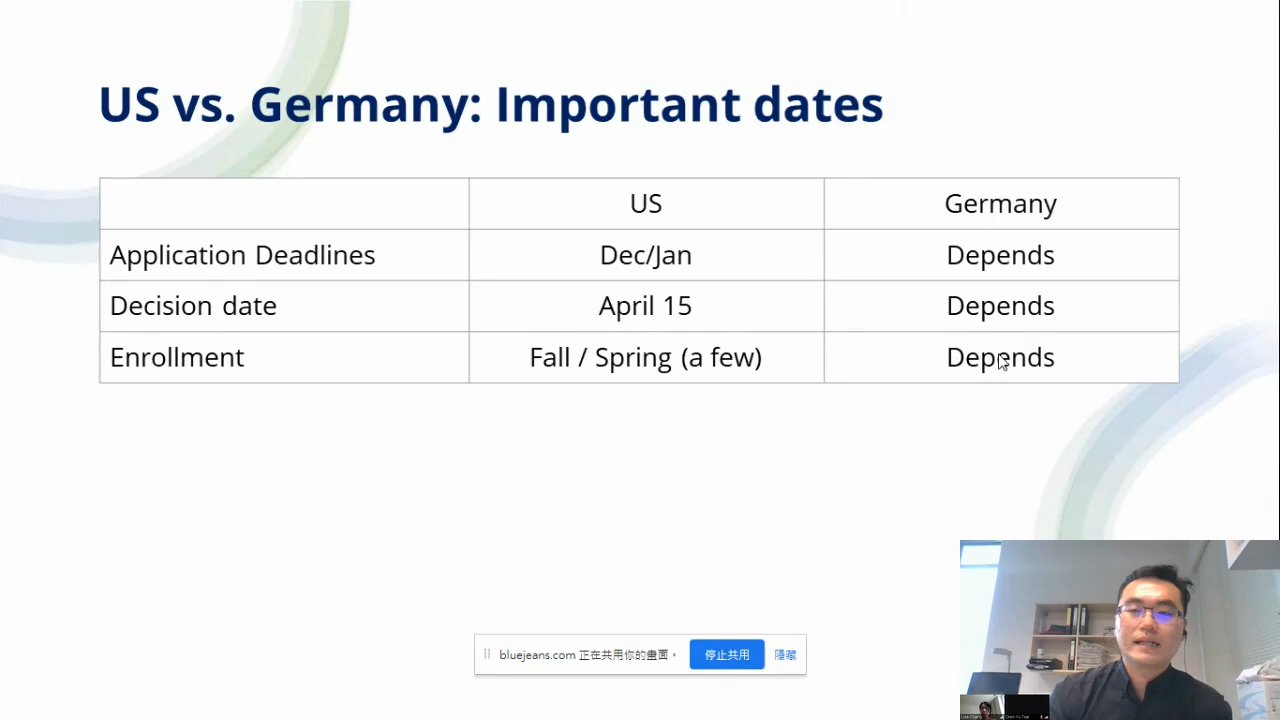 US vs. Germany: Important dates
US Germany
Application Deadlines Dec/Jan Depends
Decision date April 15 Depends
Enrollment Fall / Spring (a few) Depends
bluejeans.com 正在共用你的畫面。 停止共用 隱藏